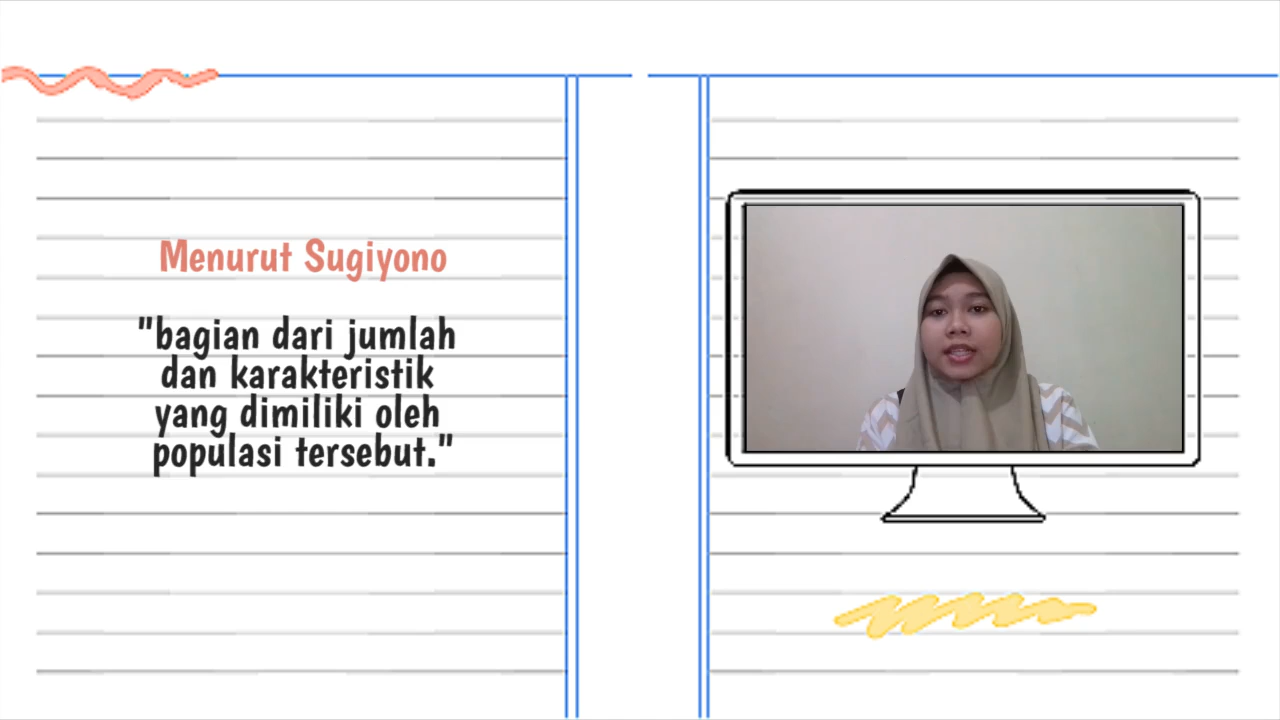 Menurut Sugiyono
"bagian dari jumlah
dan karakteristik
yang dimiliki oleh
populasi tersebut."